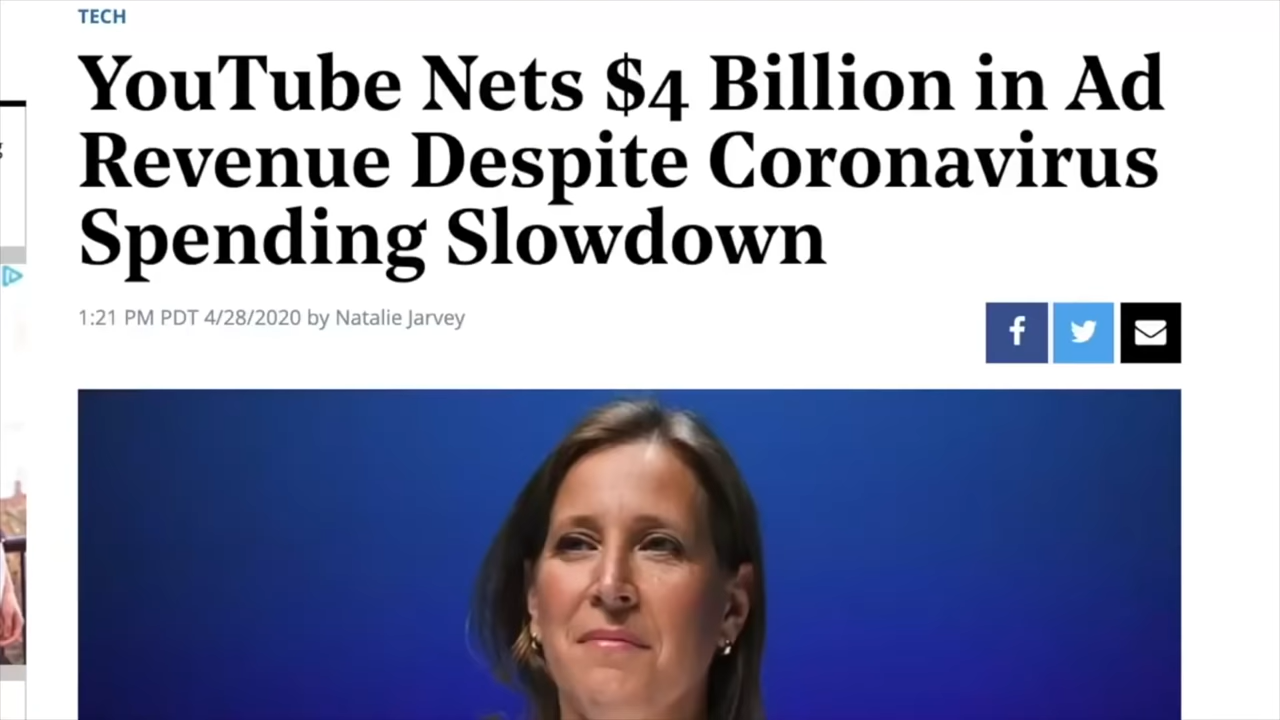 TECH
YouTube Nets $4 Billion in Ad
Revenue Despite Coronavirus
Spending Slowdown
1:21 PM PDT 4/28/2020 by Natalie Jarvey